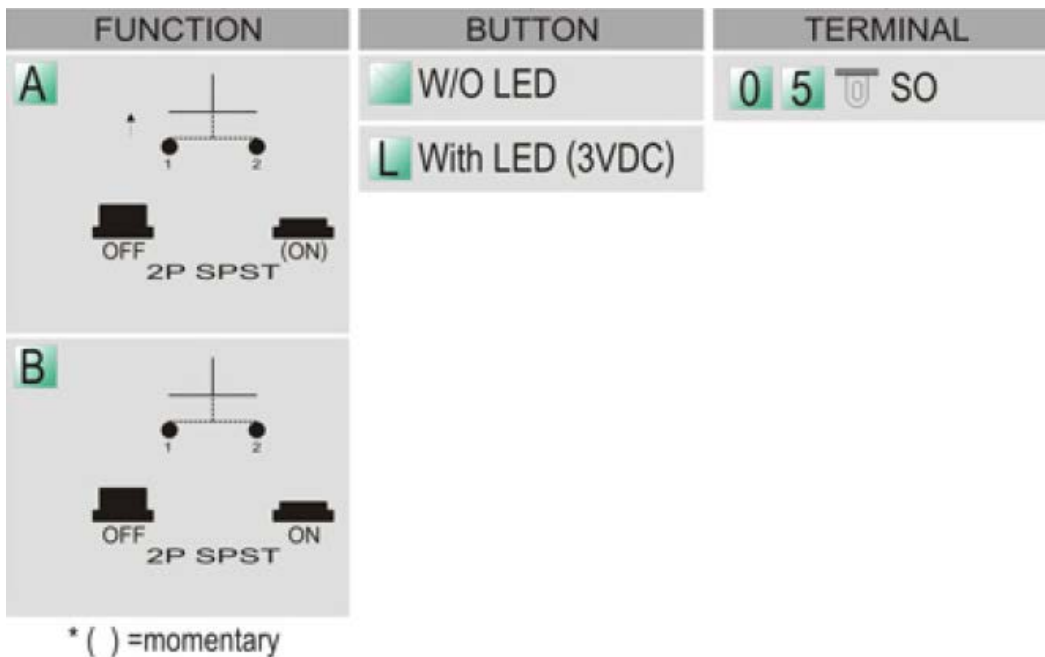 FUNCTION
A
1 2
OFF (ON)
2P SPST
B
1 2
OFF ON
2P SPST
* ( ) =momentary
BUTTON
W/O LED
L With LED (3VDC)
TERMINAL
0 5 SO